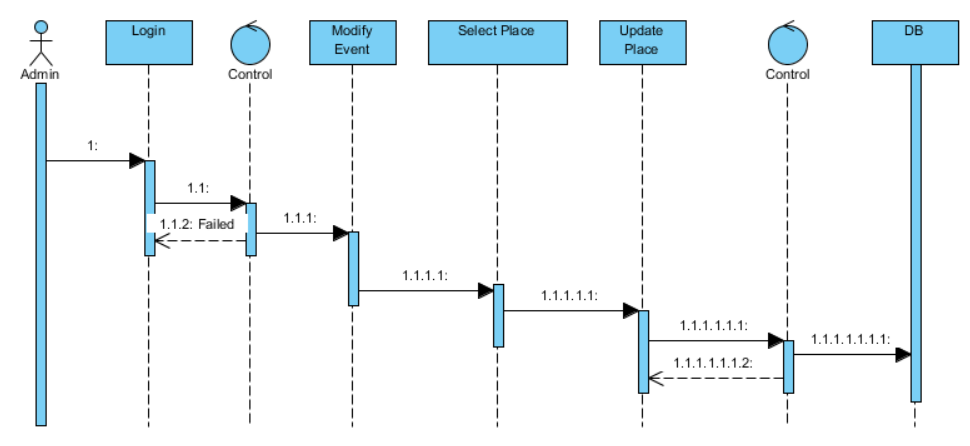 Login
Modify
Event
Select Place
Update
Place
DB
Admin
Control
Control
1:
1.1:
1.1.2: Failed
1.1.1:
1.1.1.1:
1.1.1.1.1:
1.1.1.1.1.1:
1.1.1.1.1.1.1:
1.1.1.1.1.1.2: